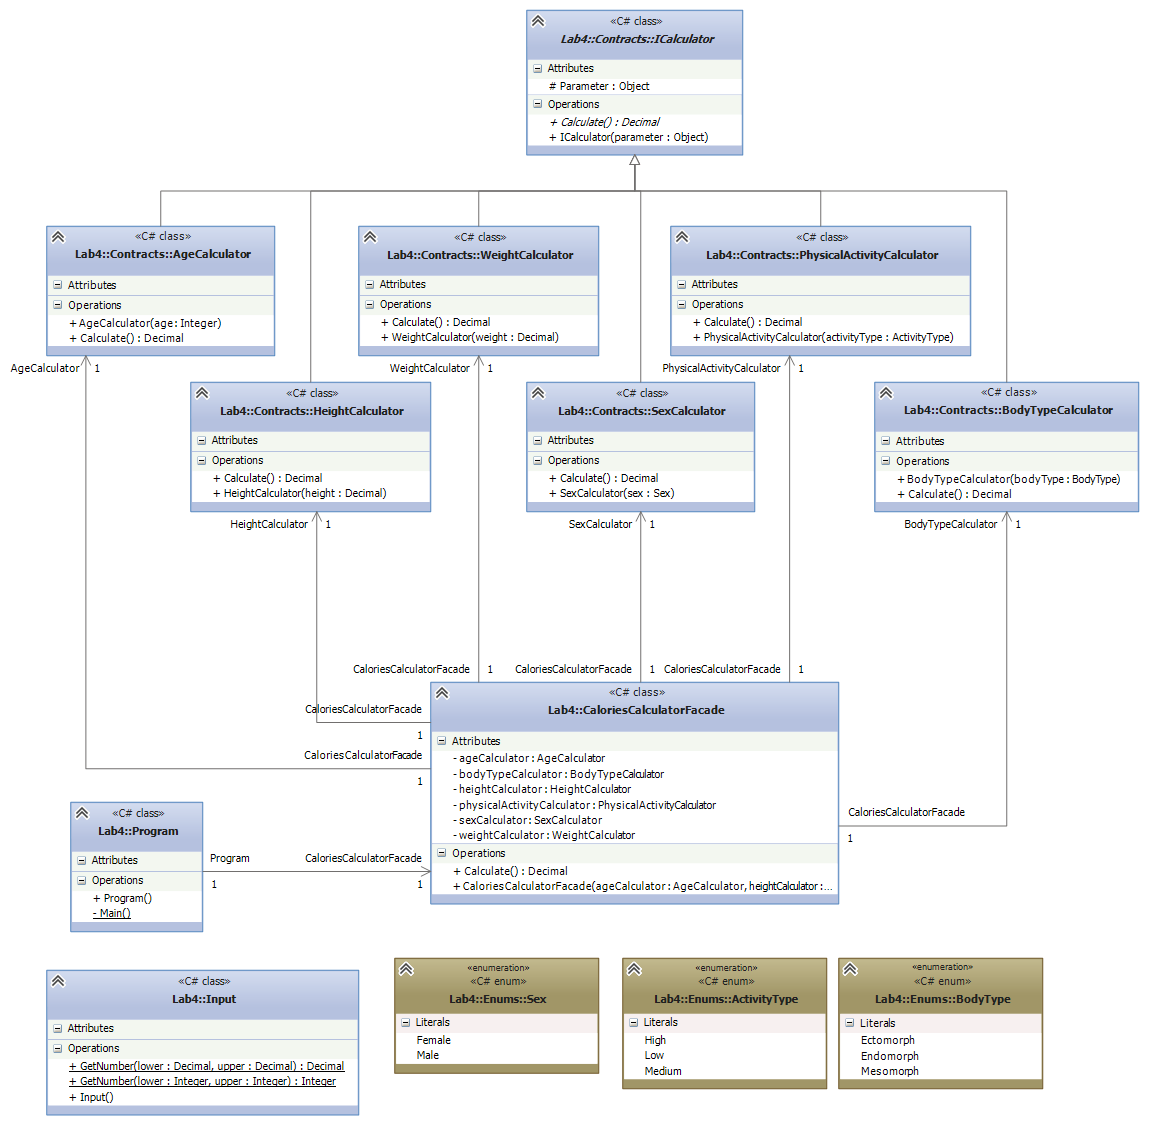 «C# class»
Lab4::Contracts::ICalculator
Attributes
# Parameter : Object
Operations
+ Calculate() : Decimal
+ ICalculator(parameter : Object)
«C# class»
Lab4::Contracts::AgeCalculator
Attributes
Operations
+ AgeCalculator(age : Integer)
+ Calculate() : Decimal
AgeCalculator 1
«C# class»
Lab4::Contracts::WeightCalculator
Attributes
Operations
+ Calculate() : Decimal
+ WeightCalculator(weight : Decimal)
WeightCalculator 1
«C# class»
Lab4::Contracts::PhysicalActivityCalculator
Attributes
Operations
+ Calculate() : Decimal
+ PhysicalActivityCalculator(activityType : ActivityType)
PhysicalActivityCalculator 1
«C# class»
Lab4::Contracts::HeightCalculator
Attributes
Operations
+ Calculate() : Decimal
+ HeightCalculator(height : Decimal)
HeightCalculator 1
«C# class»
Lab4::Contracts::SexCalculator
Attributes
Operations
+ Calculate() : Decimal
+ SexCalculator(sex : Sex)
SexCalculator 1
«C# class»
Lab4::Contracts::BodyTypeCalculator
Attributes
Operations
+ BodyTypeCalculator(bodyType : BodyType)
+ Calculate() : Decimal
BodyTypeCalculator 1
CaloriesCalculatorFacade 1
CaloriesCalculatorFacade 1
CaloriesCalculatorFacade 1
CaloriesCalculatorFacade
1
CaloriesCalculatorFacade
1
«C# class»
Lab4::CaloriesCalculatorFacade
Attributes
- ageCalculator : AgeCalculator
- bodyTypeCalculator : BodyTypeCalculator
- heightCalculator : HeightCalculator
- physicalActivityCalculator : PhysicalActivityCalculator
- sexCalculator : SexCalculator
- weightCalculator : WeightCalculator
Operations
+ Calculate() : Decimal
+ CaloriesCalculatorFacade(ageCalculator : AgeCalculator, heightCalculator :...
CaloriesCalculatorFacade
1
«C# class»
Lab4::Program
Attributes
Operations
+ Program()
- Main()
Program
1
CaloriesCalculatorFacade
1
«C# class»
Lab4::Input
Attributes
Operations
+ GetNumber(lower : Decimal, upper : Decimal) : Decimal
+ GetNumber(lower : Integer, upper : Integer) : Integer
+ Input()
«enumeration»
«C# enum»
Lab4::Enums::Sex
Literals
Female
Male
«enumeration»
«C# enum»
Lab4::Enums::ActivityType
Literals
High
Low
Medium
«enumeration»
«C# enum»
Lab4::Enums::BodyType
Literals
Ectomorph
Endomorph
Mesomorph